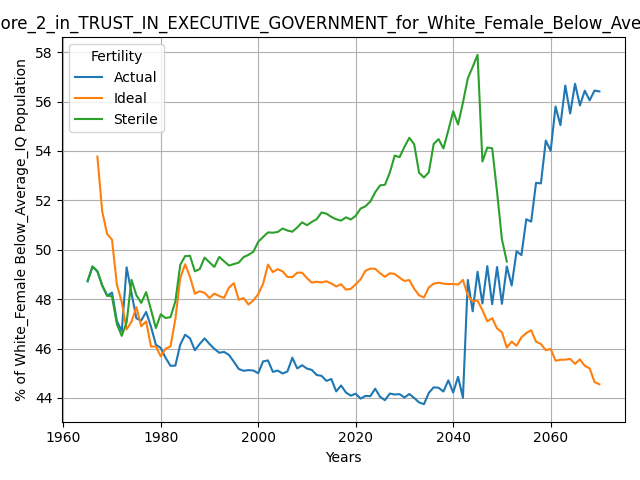 ore_2_in_TRUST_IN_EXECUTIVE_GOVERNMENT_for_White_Female_Below_Ave
Fertility
Actual
Ideal
Sterile
% of White_Female Below_Average_IQ Population
58
56
54
52
50
48
46
44
1960
1980
2000
2020
2040
2060
Years